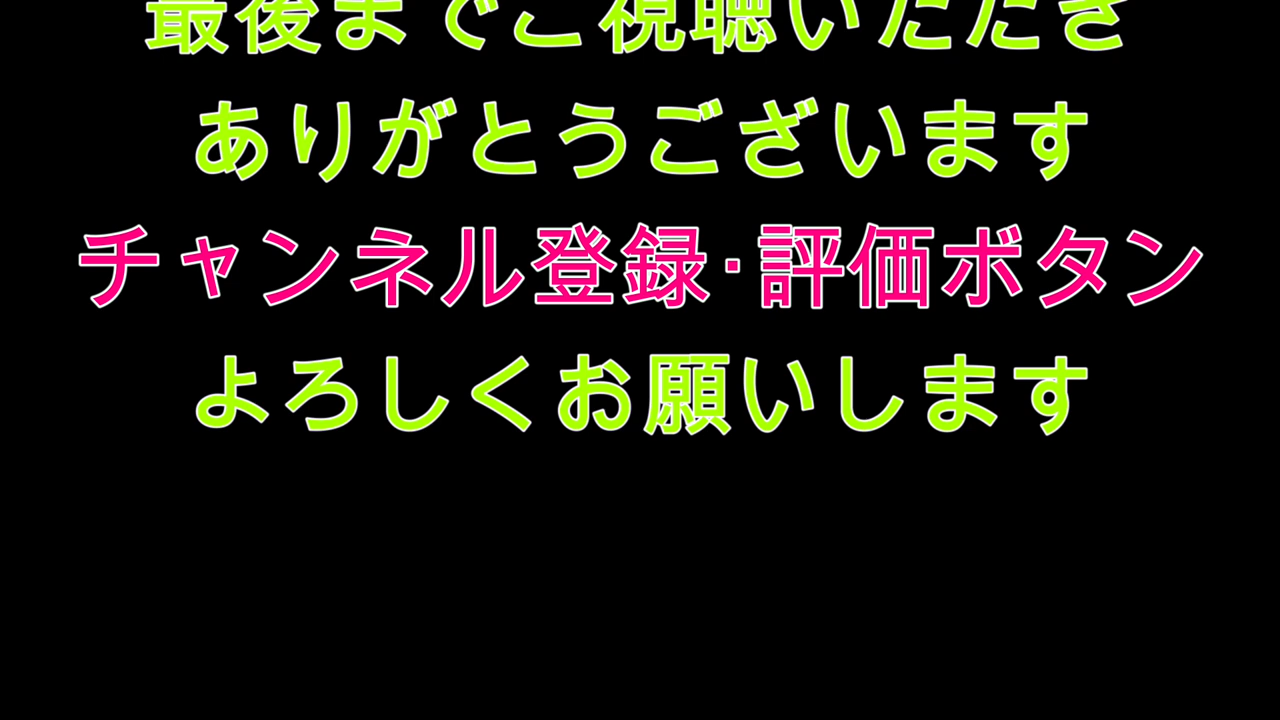 最後までご視聴いただき
ありがとうございます
チャンネル登録・評価ボタン
よろしくお願いします